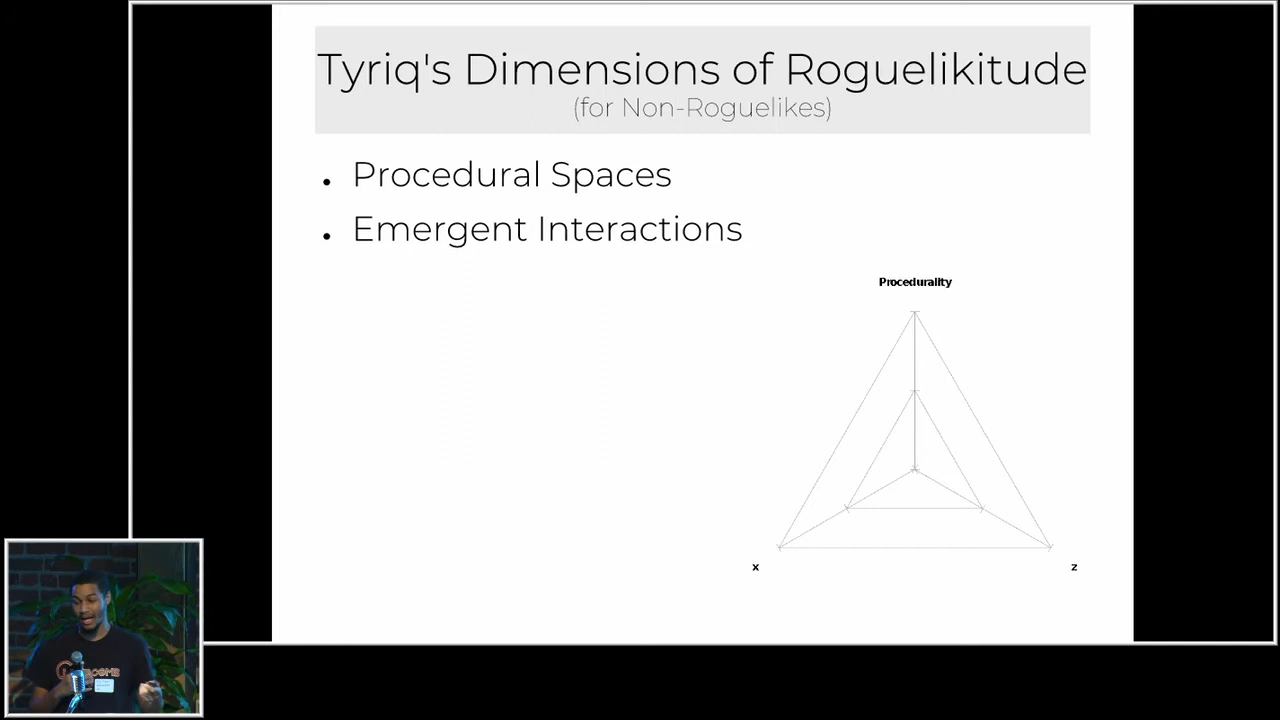 Tyriq's Dimensions of Roguelikitude
(for Non-Roguelikes)
• Procedural Spaces
• Emergent Interactions
Procedurality
x
z